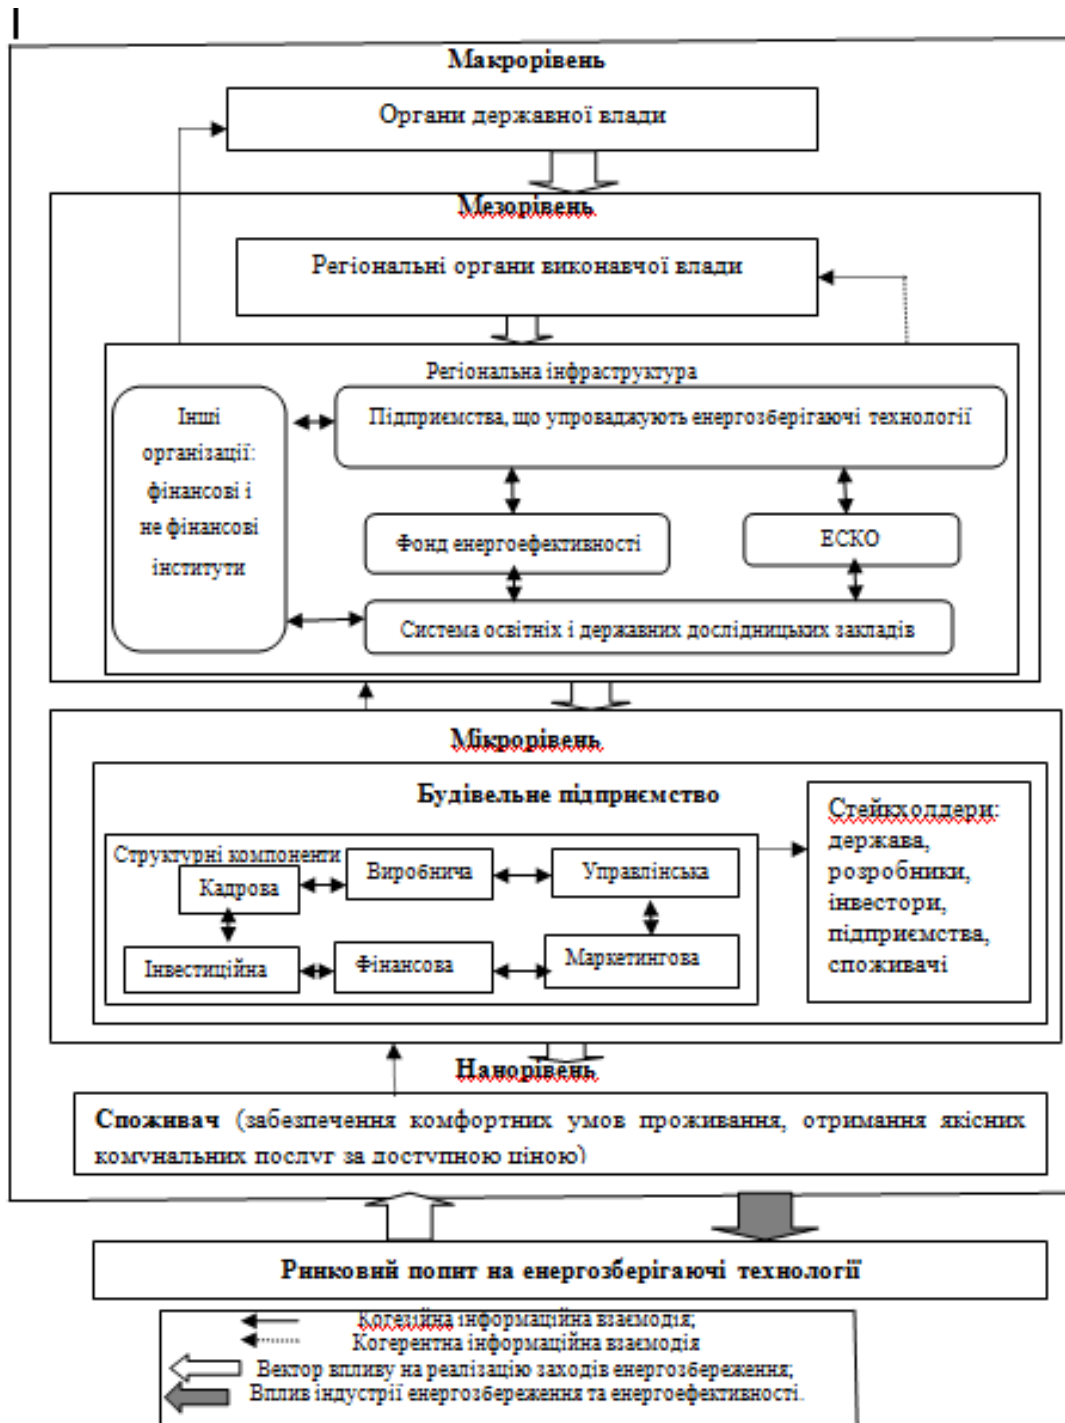 Макрорівень
Органи державної влади
Мезорівень
Регіональні органи виконавчої влади
Регіональна інфраструктура
Інші
організації:
фінансові і
не фінансові
інститути
Підприємства, що упроваджують енергозберігаючі технології
Фонд енергоефективності
ЕСКО
Система освітніх і державних дослідницьких закладів
Мікрорівень
Будівельне підприємство
Структурні компоненти
Кадрова
Виробнича
Управлінська
Інвестиційна
Фінансова
Маркетингова
Стейкхолдери:
держава,
розробники,
інвестори,
підприємства,
споживачі
Нанорівень
Споживач (забезпечення комфортних умов проживання, отримання якісних
комунальних послуг за доступною ціною)
Ринковий попит на енергозберігаючі технології
Когезійна інформаційна взаємодія;
Когерентна інформаційна взаємодія
Вектор впливу на реалізацію заходів енергозбереження;
Вплив індустрії енергозбереження та енергоефективності.